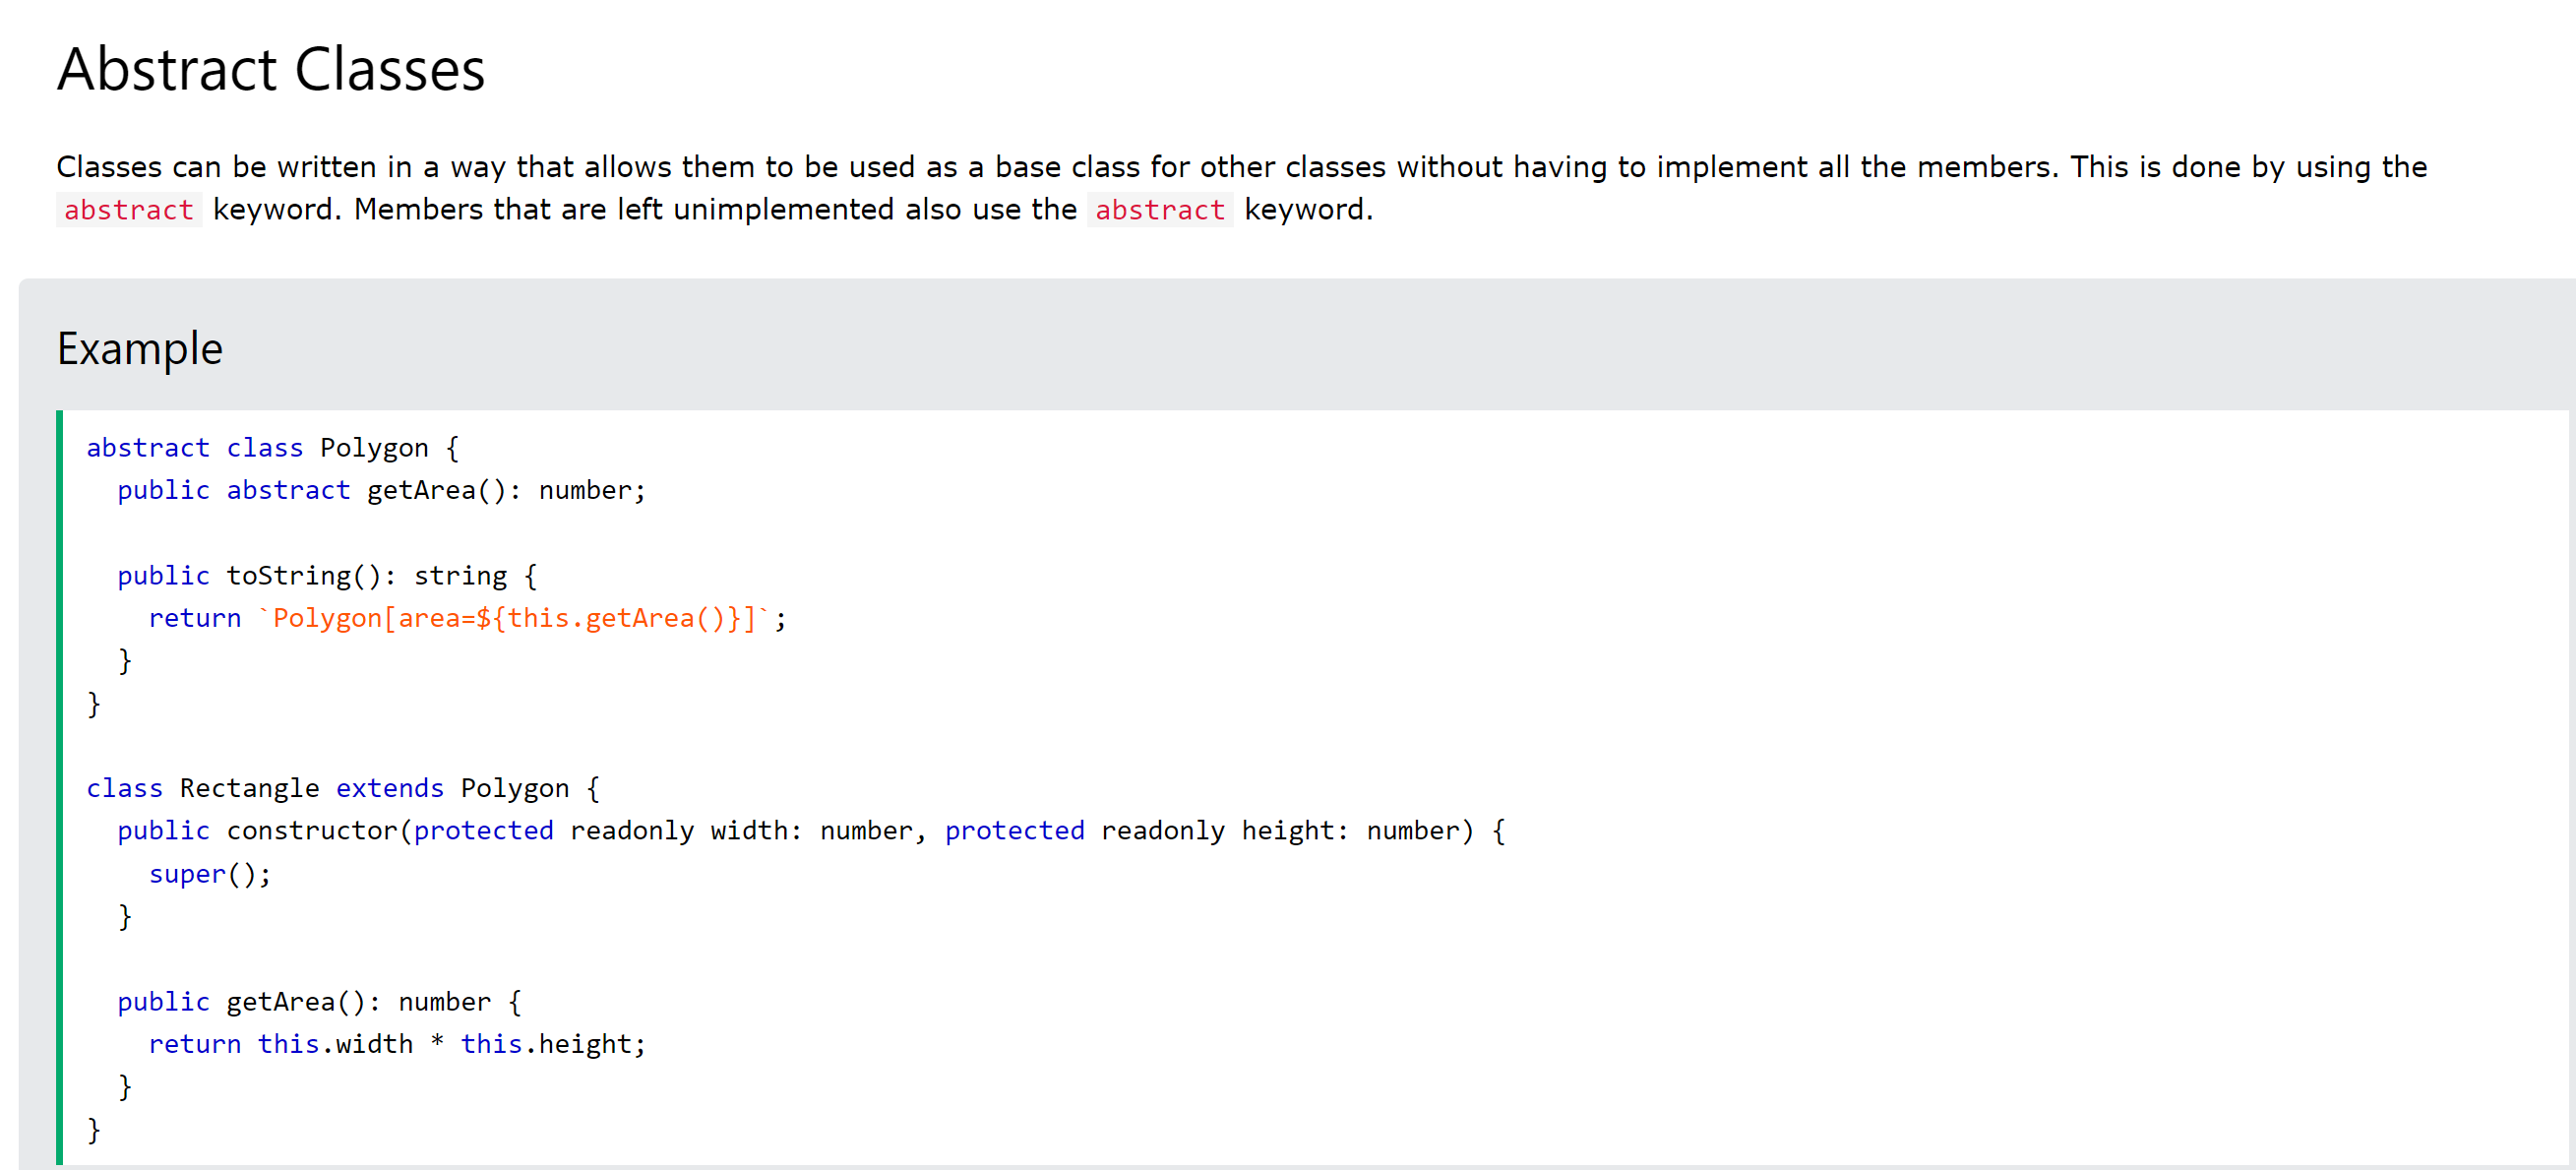 Abstract Classes
Classes can be written in a way that allows them to be used as a base class for other classes without having to implement all the members. This is done by using the
abstract keyword. Members that are left unimplemented also use the abstract keyword.
Example
abstract class Polygon {
  public abstract getArea(): number;

  public toString(): string {
    return `Polygon[area=${this.getArea()}]`;
  }
}

class Rectangle extends Polygon {
  public constructor(protected readonly width: number, protected readonly height: number) {
    super();
  }

  public getArea(): number {
    return this.width * this.height;
  }
}